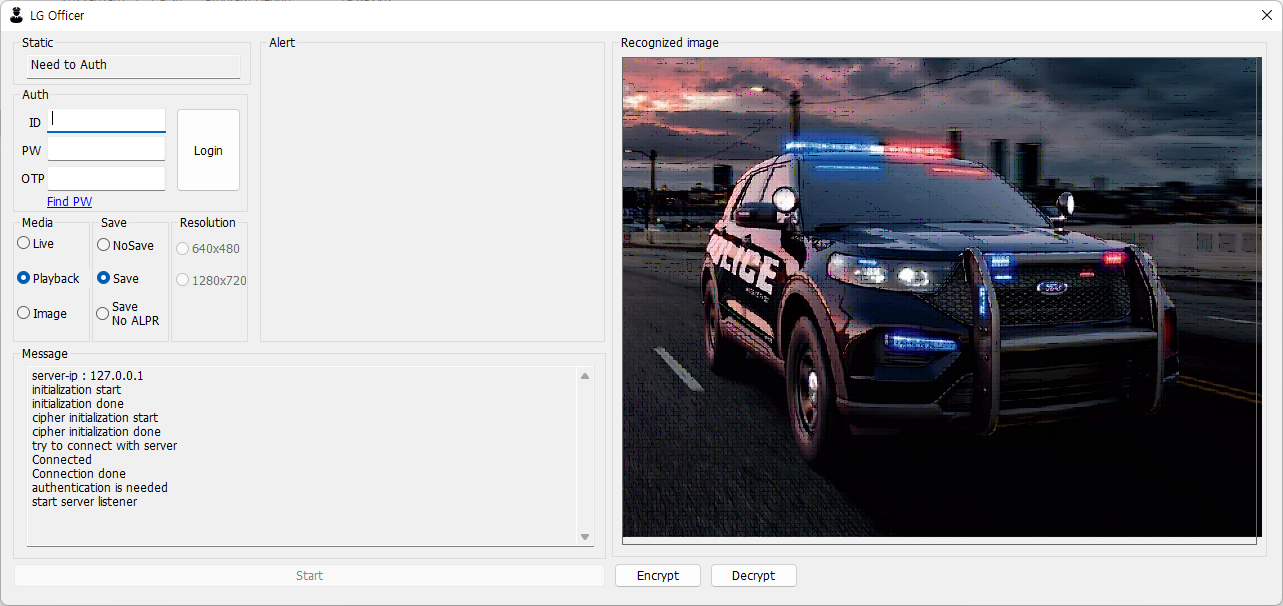 LG Officer
Static
Need to Auth
Auth
ID
PW
OTP
Login
Find PW
Media
Live
Playback
Image
Save
NoSave
Save
Save
No ALPR
Resolution
640x480
1280x720
Alert
Message
server-ip : 127.0.0.1
initialization start
initialization done
cipher initialization start
cipher initialization done
try to connect with server
Connected
Connection done
authentication is needed
start server listener
Start
Recognized image
POLICE
Ford
Encrypt
Decrypt